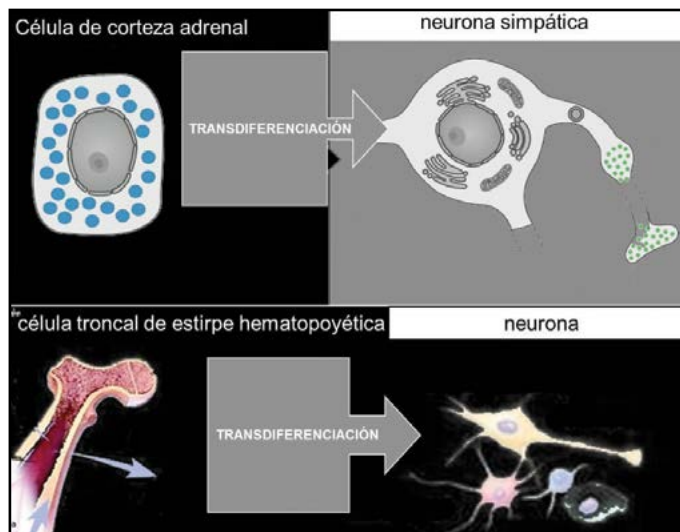 Célula de corteza adrenal
neurona simpática
TRANSDIFERENCIACIÓN
célula troncal de estirpe hematopoyética
neurona
TRANSDIFERENCIACIÓN